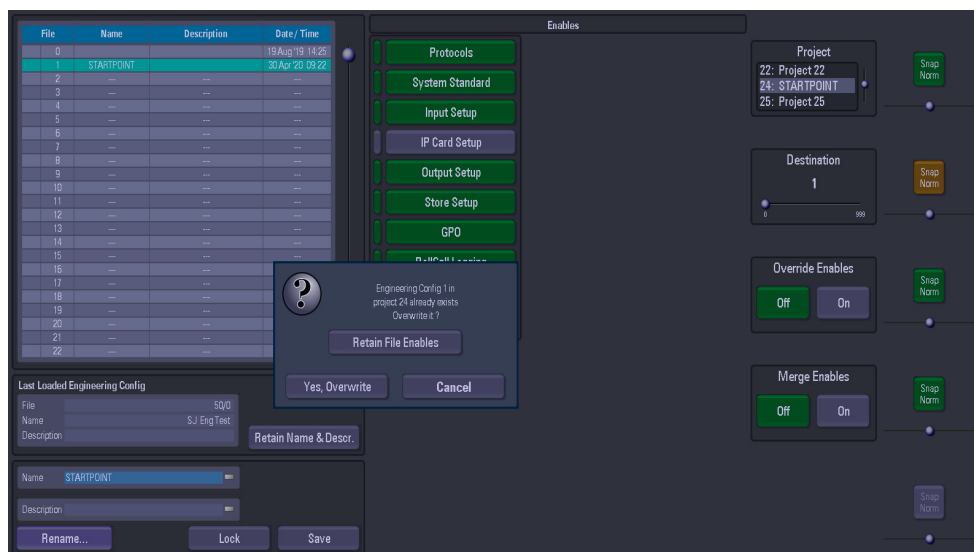 Enables
File Name Description Date / Time
0 19 Aug '19 14:25
1 STARTPOINT 30 Apr '20 09:22
2 --- --- ---
3 --- --- ---
4 --- --- ---
5 --- --- ---
6 --- --- ---
7 --- --- ---
8 --- --- ---
9 --- --- ---
10 --- --- ---
11 --- --- ---
12 --- --- ---
13 --- --- ---
14 --- --- ---
15 --- ---
16 --- ---
17 --- ---
18 --- ---
19 --- ---
20 --- ---
21 --- ---
22 --- ---
Protocols
System Standard
Input Setup
IP Card Setup
Output Setup
Store Setup
GPO
RollCall Logging
Project
22: Project 22
24: STARTPOINT
25: Project 25
Snap
Norm
Destination
1
0 999
Snap
Norm
Override Enables
Off On
Snap
Norm
Merge Enables
Off On
Snap
Norm
Snap
Norm
?
Engineering Config 1 in
project 24 already exists
Overwrite it ?
Retain File Enables
Yes, Overwrite Cancel
Last Loaded Engineering Config
File 50/0
Name SJ Eng Test
Description
Retain Name & Descr.
Name STARTPOINT
Description
Rename... Lock Save